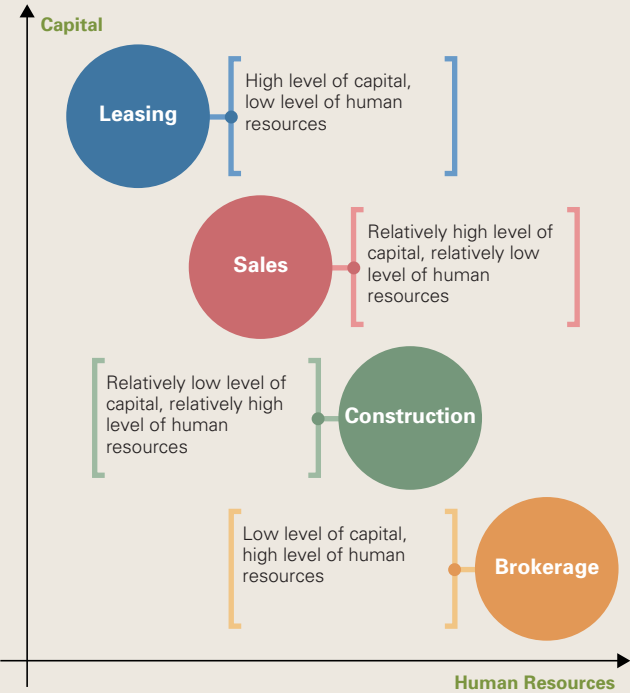 Capital
Leasing
High level of capital,
low level of human
resources
Sales
Relatively high level of
capital, relatively low
level of human
resources
Relatively low level of
capital, relatively high
level of human
resources
Construction
Low level of capital,
high level of human
resources
Brokerage
Human Resources